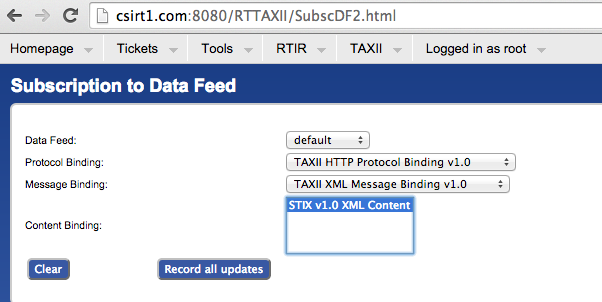 csirt1.com:8080/RTTAXII/SubscDF2.html
Homepage Tickets Tools RTIR TAXII Logged in as root
Subscription to Data Feed
Data Feed: default
Protocol Binding: TAXII HTTP Protocol Binding v1.0
Message Binding: TAXII XML Message Binding v1.0
STIX v1.0 XML Content
Content Binding:
Clear Record all updates